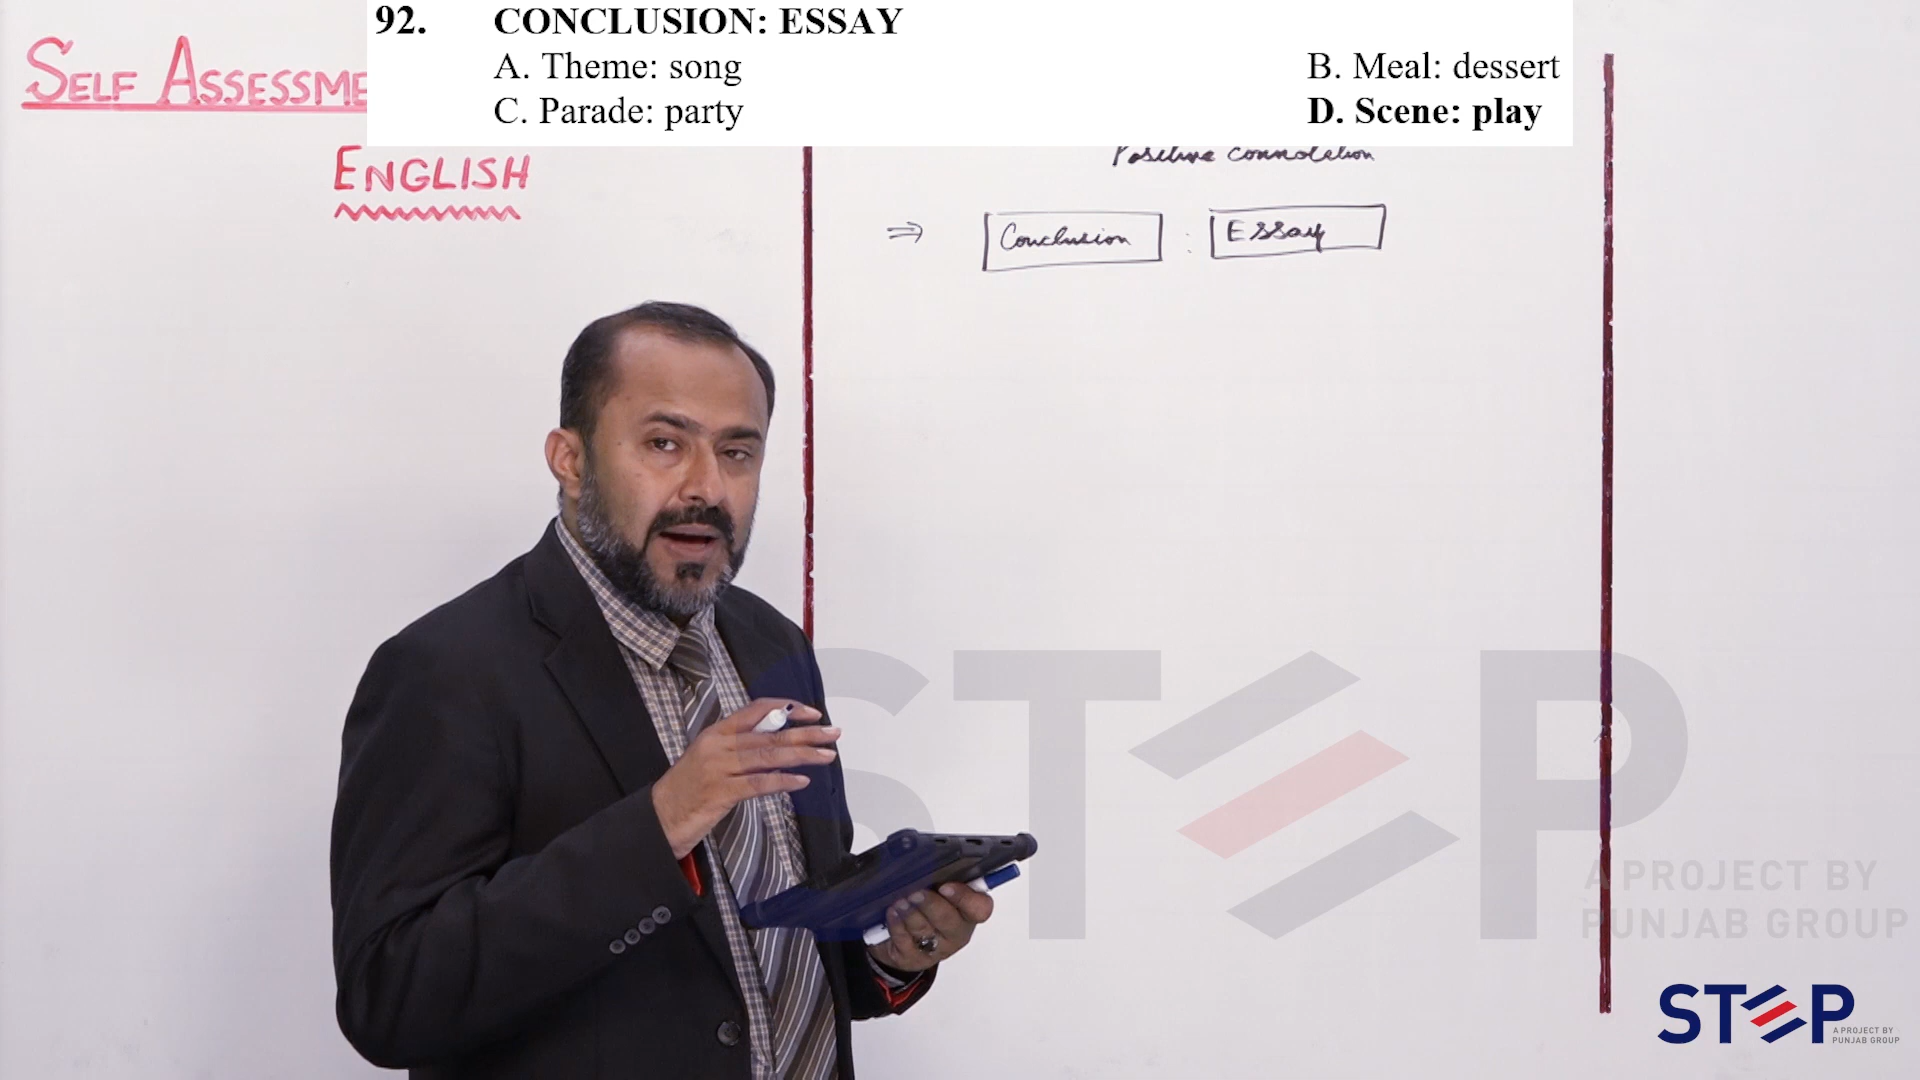 92. CONCLUSION: ESSAY
A. Theme: song B. Meal: dessert
C. Parade: party D. Scene: play
SELF ASSESSME
ENGLISH
Positive Connotation
⇒ Conclusion : Essay
STEP
A PROJECT BY
PUNJAB GROUP
STEP
A PROJECT BY
PUNJAB GROUP